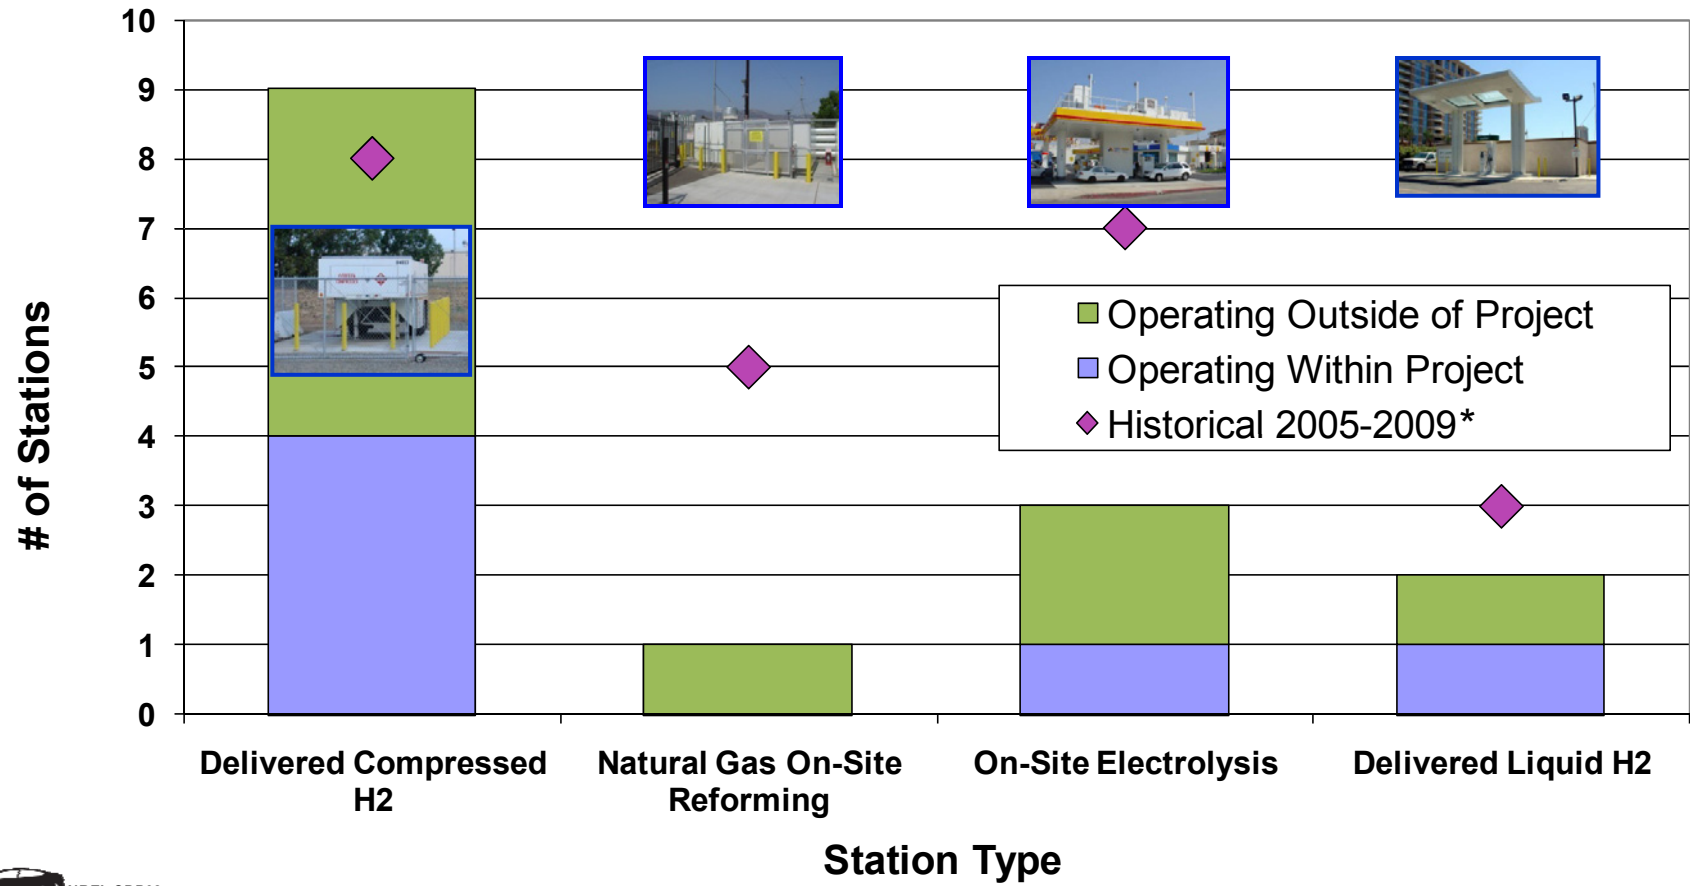 10
9
8
7
6
5
4
3
2
1
0
# of Stations
Operating Outside of Project
Operating Within Project
Historical 2005-2009*
Delivered Compressed
H2
Natural Gas On-Site
Reforming
On-Site Electrolysis
Delivered Liquid H2
Station Type